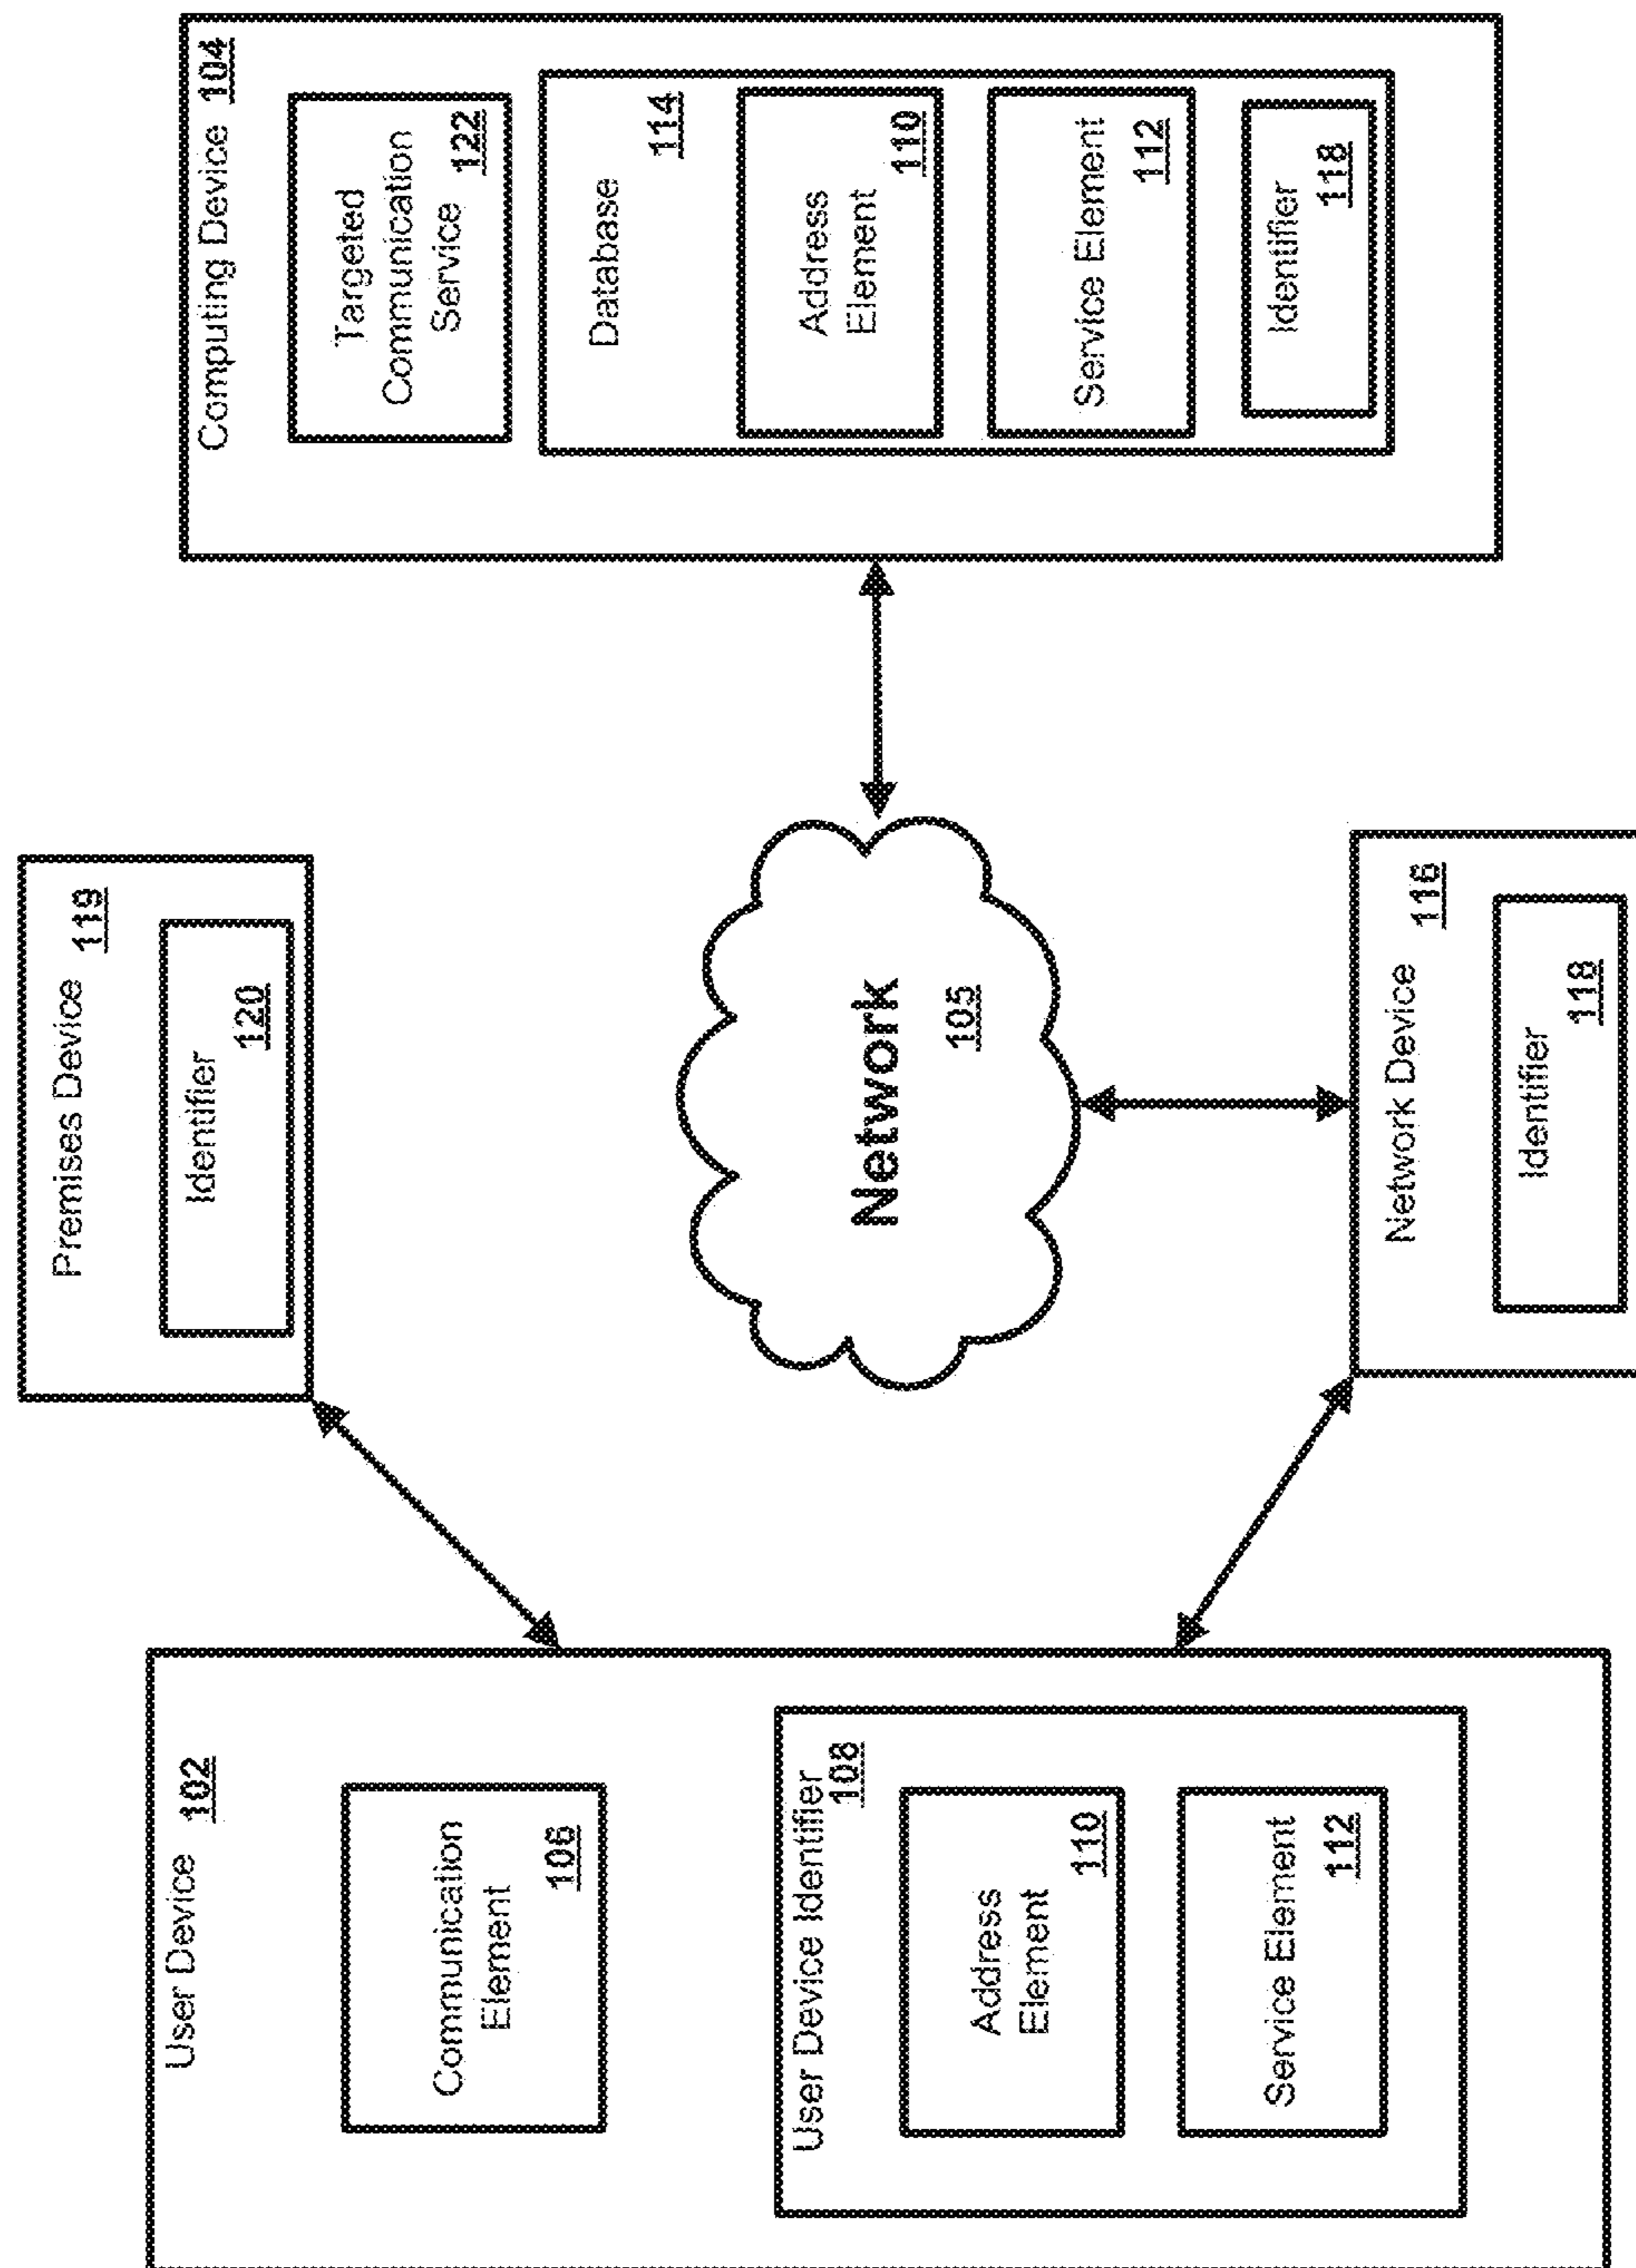 User Device 102
Communication
Element
106
User Device Identifier
108
Address
Element
110
Service Element
112
Premises Device
119
Identifier
120
Network
105
Network Device
116
Identifier
118
Computing Device 104
Targeted
Communication
Service 122
Database
114
Address
Element
110
Service Element
112
Identifier
118